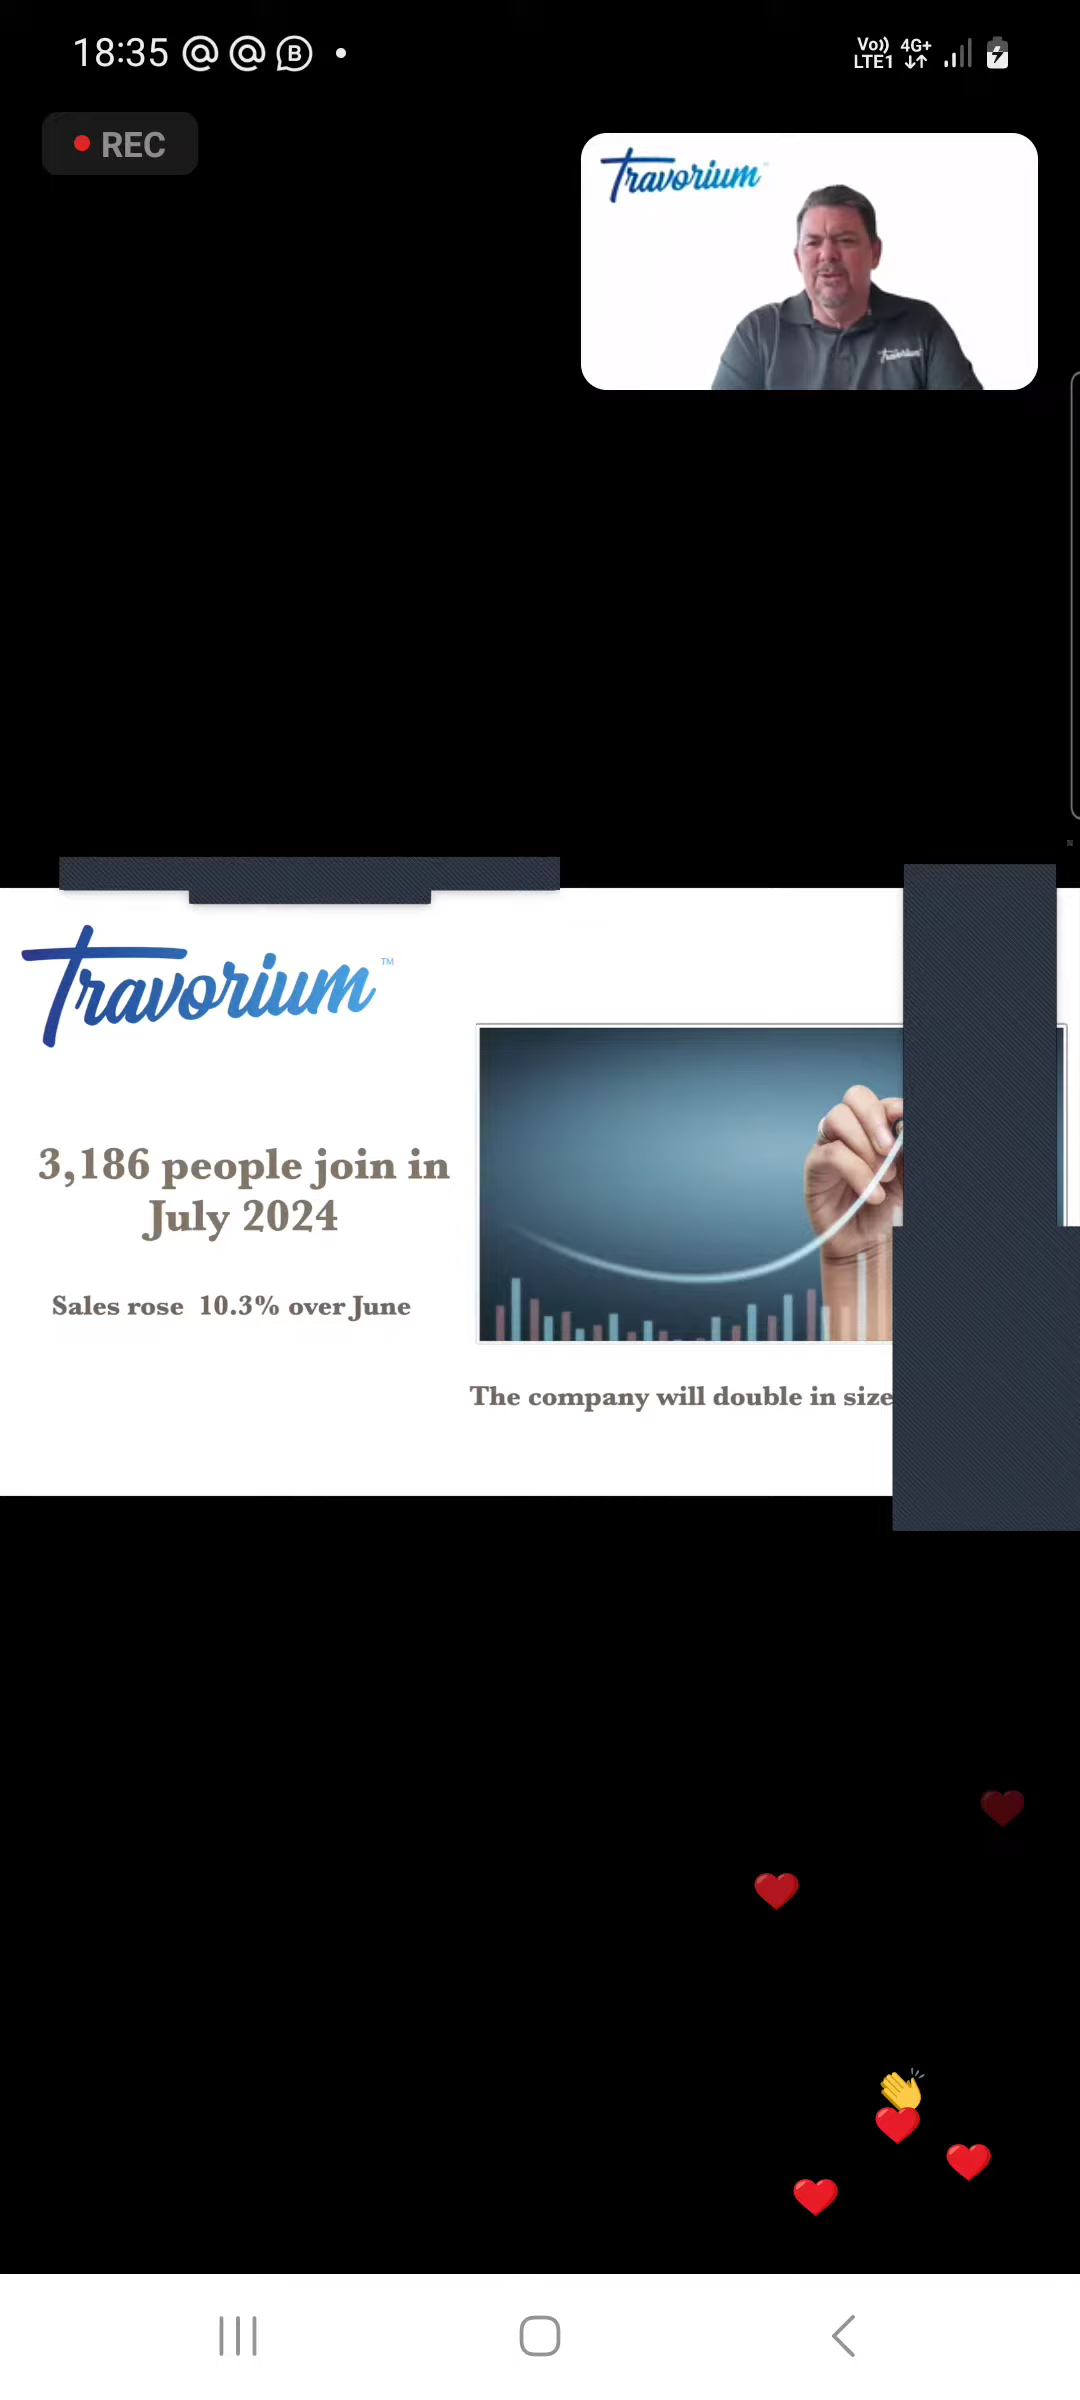 18:35
Vo))
LTE1
4G+
REC
Travorium
Travorium
Travorium™
3,186 people join in
July 2024
Sales rose 10.3% over June
The company will double in size